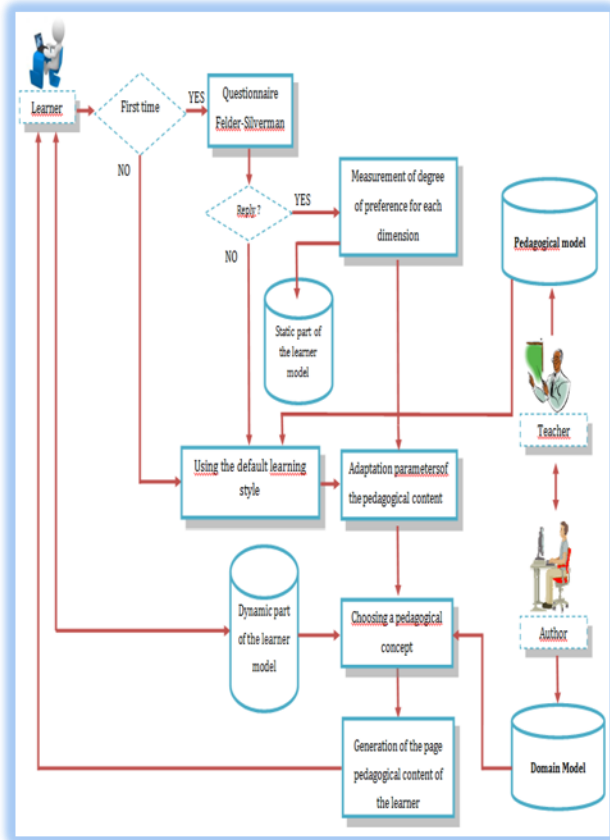 Learner
First time
YES
Questionnaire
Felder-Silverman
NO
Reply ?
YES
NO
Measurement of degree
of preference for each
dimension
Pedagogical model
Static part of
the learner
model
Teacher
Using the default learning
style
Adaptation parametersof
the pedagogical content
Dynamic part
of the learner
model
Choosing a pedagogical
concept
Author
Generation of the page
pedagogical content of
the learner
Domain Model